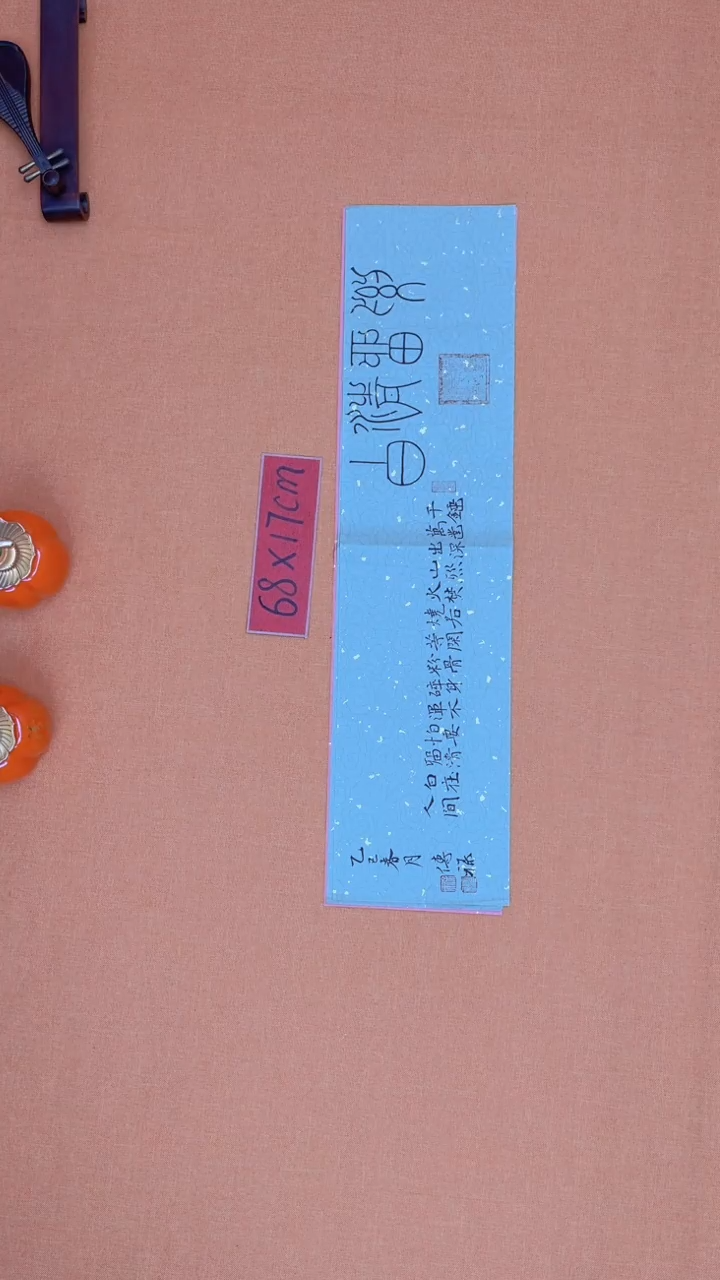 要留清白
千錘萬鑿出深山烈火焚燒若等閑粉骨碎身渾不怕要留清白在人間
乙巳春月
68X17cm